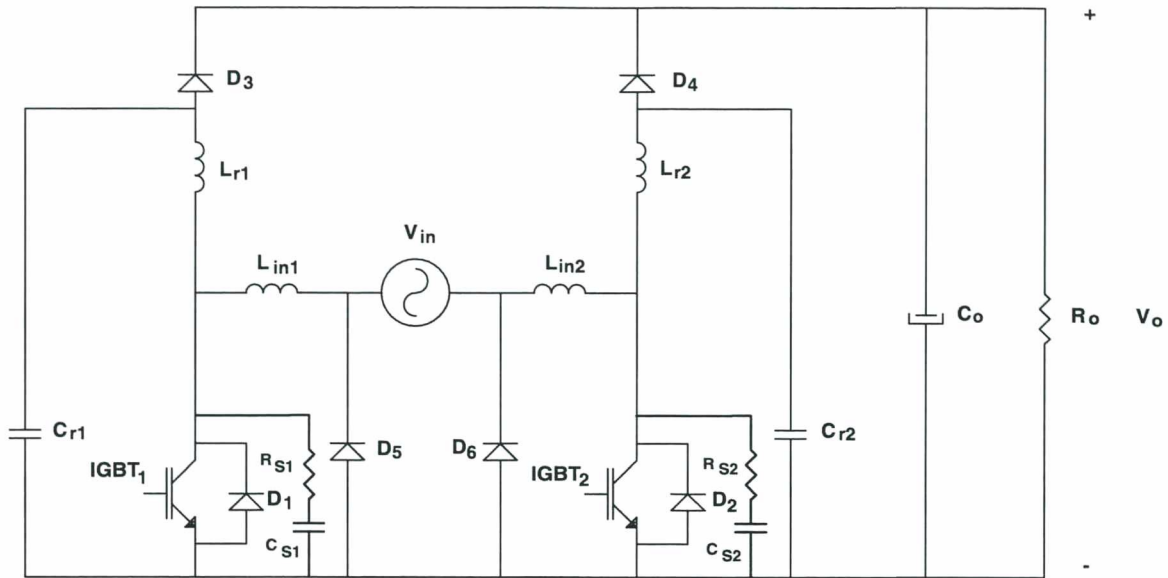 +
D3
D4
Lr1
Lr2
Vin
Lin1
Lin2
Co
Ro
Vo
Cr1
D5
D6
Cr2
IGBT1
RS1
D1
CS1
IGBT2
RS2
D2
CS2
-